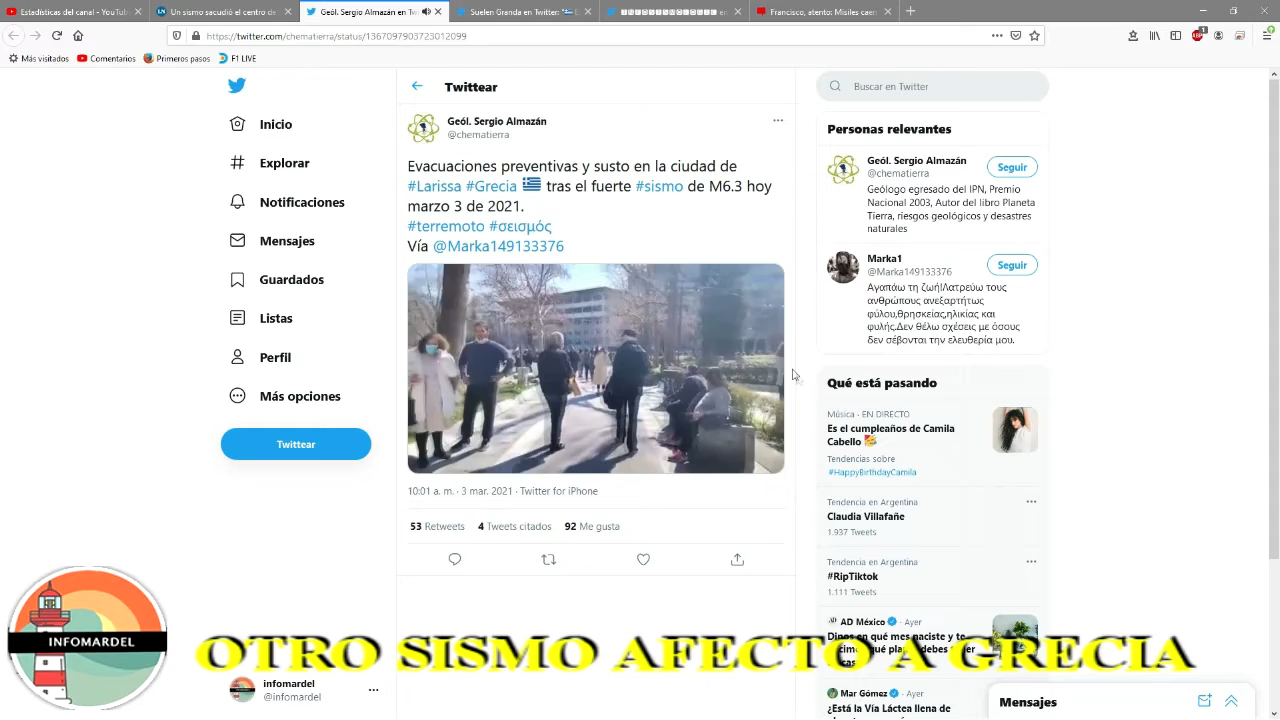 Estadísticas del canal - YouTub
Un sismo sacudió el centro de
Geól. Sergio Almazán en Tw
Suelen Granda en Twitter:
Francisco, atento: Miles caer
https://twitter.com/chematierra/status/1367097903723012099
Más visitados
Comentarios
Primeros pasos
F1 LIVE
Inicio
Explorar
Notificaciones
Mensajes
Guardados
Listas
Perfil
Más opciones
Twittear
infomardel
@infomardel
Twittear
Geól. Sergio Almazán
@chematierra
Evacuaciones preventivas y susto en la ciudad de
#Larissa #Grecia 🇬🇷 tras el fuerte #sismo de M6.3 hoy
marzo 3 de 2021.
#terremoto #σεισμός
Vía @Marka149133376
10:01 a. m. · 3 mar. 2021 · Twitter for iPhone
53 Retweets 4 Tweets citados 92 Me gusta
Buscar en Twitter
Personas relevantes
Geól. Sergio Almazán
@chematierra
Seguir
Geólogo egresado del IPN, Premio
Nacional 2003, Autor del libro Planeta
Tierra, riesgos geológicos y desastres
naturales
Marka1
@Marka149133376
Seguir
Αγαπάω τη ζωή!Λατρεύω τους
ανθρώπους ανεξαρτήτως
φύλου,θρησκείας,ηλικίας και
φυλής.Δεν θέλω σχέσεις με όσους
δεν σέβονται την ελευθερία μου.
Qué está pasando
Música · EN DIRECTO
Es el cumpleaños de Camila
Cabello
Tendencias sobre
#HappyBirthdayCamila
Tendencia en Argentina
Claudia Villafañe
1.937 Tweets
Tendencia en Argentina
#RipTiktok
1.111 Tweets
AD México · Ayer
Dinos en qué mes naciste y te
debes
Mar Gómez · Ayer
¿Está la Vía Láctea llena de
Mensajes
INFOMARDEL
OTRO SISMO AFECTO A GRECIA